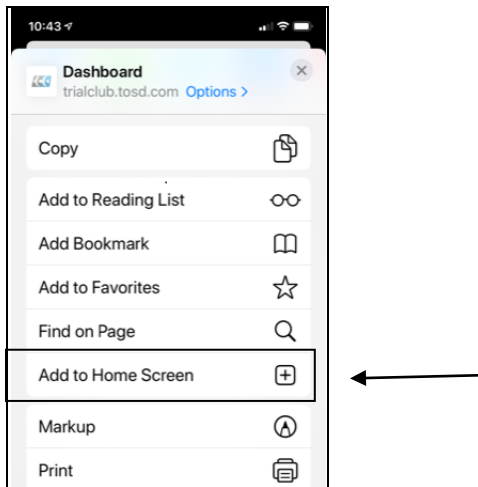 10:43
Dashboard
trialclub.tosd.com Options >
Copy
Add to Reading List
Add Bookmark
Add to Favorites
Find on Page
Add to Home Screen
Markup
Print